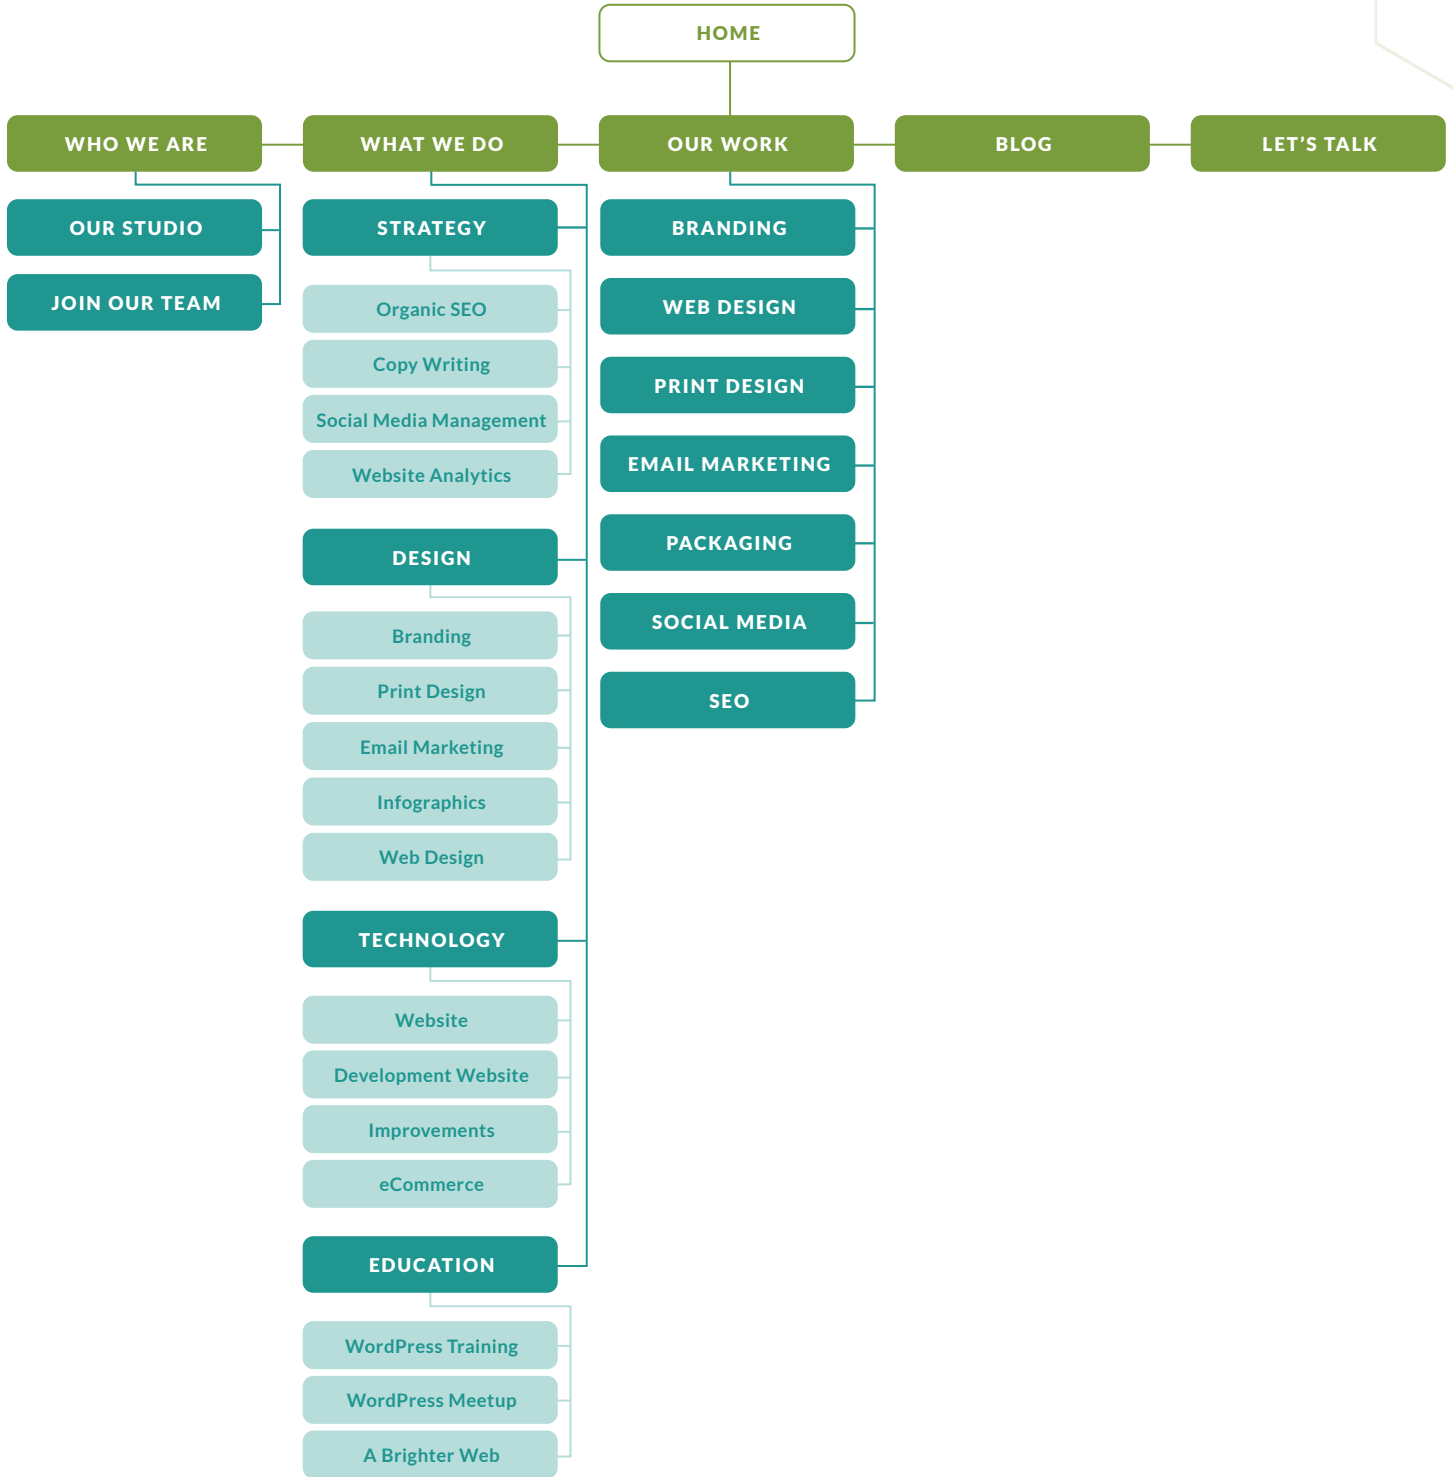 HOME
WHO WE ARE
WHAT WE DO
OUR WORK
BLOG
LET’S TALK
OUR STUDIO
JOIN OUR TEAM
STRATEGY
Organic SEO
Copy Writing
Social Media Management
Website Analytics
DESIGN
Branding
Print Design
Email Marketing
Infographics
Web Design
TECHNOLOGY
Website
Development Website
Improvements
eCommerce
EDUCATION
WordPress Training
WordPress Meetup
A Brighter Web
BRANDING
WEB DESIGN
PRINT DESIGN
EMAIL MARKETING
PACKAGING
SOCIAL MEDIA
SEO